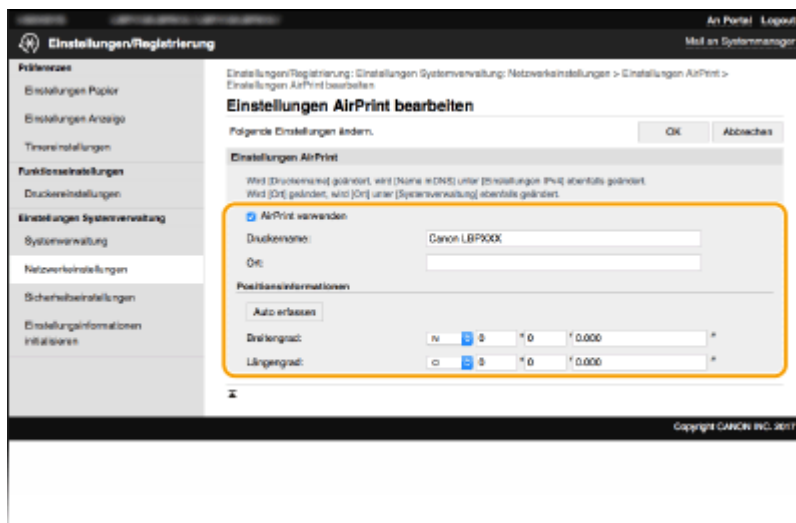 An Portal Logout
Einstellungen/Registrierung
Mail an Systemmanager
Präferenzen
Einstellungen Papier
Einstellungen Anzeige
Timereinstellungen
Funktionseinstellungen
Druckereinstellungen
Einstellungen Systemverwaltung
Systemverwaltung
Netzwerkeinstellungen
Sicherheitseinstellungen
Einstellungsinformationen
initialisieren
Einstellungen/Registrierung: Einstellungen Systemverwaltung: Netzwerkeinstellungen > Einstellungen AirPrint >
Einstellungen AirPrint bearbeiten
Einstellungen AirPrint bearbeiten
Folgende Einstellungen ändern.
OK Abbrechen
Einstellungen AirPrint
Wird [Druckername] geändert, wird [Name mDNS] unter [Einstellungen IPv4] ebenfalls geändert.
Wird [Ort] geändert, wird [Ort] unter [Systemverwaltung] ebenfalls geändert.
AirPrint verwenden
Druckername: Canon LBPXXX
Ort:
Positionsinformationen
Auto erfassen
Breitengrad: N 0 ° 0 ' 0.000 "
Längengrad: O 0 ° 0 ' 0.000 "
Copyright CANON INC. 2017